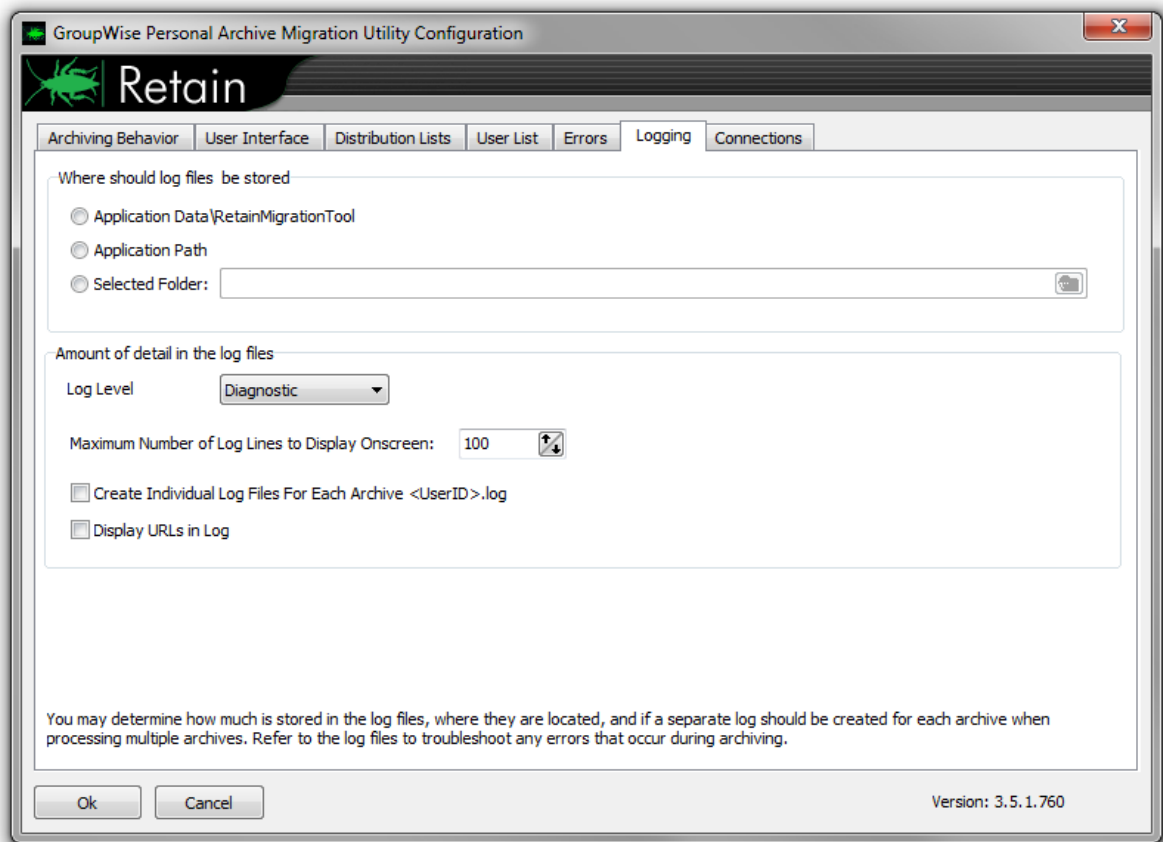 GroupWise Personal Archive Migration Utility Configuration
Retain
Archiving Behavior User Interface Distribution Lists User List Errors Logging Connections
Where should log files be stored
Application Data\RetainMigrationTool
Application Path
Selected Folder:
Amount of detail in the log files
Log Level Diagnostic
Maximum Number of Log Lines to Display Onscreen: 100
Create Individual Log Files For Each Archive <UserID>.log
Display URLs in Log
You may determine how much is stored in the log files, where they are located, and if a separate log should be created for each archive when
processing multiple archives. Refer to the log files to troubleshoot any errors that occur during archiving.
Ok Cancel Version: 3.5.1.760